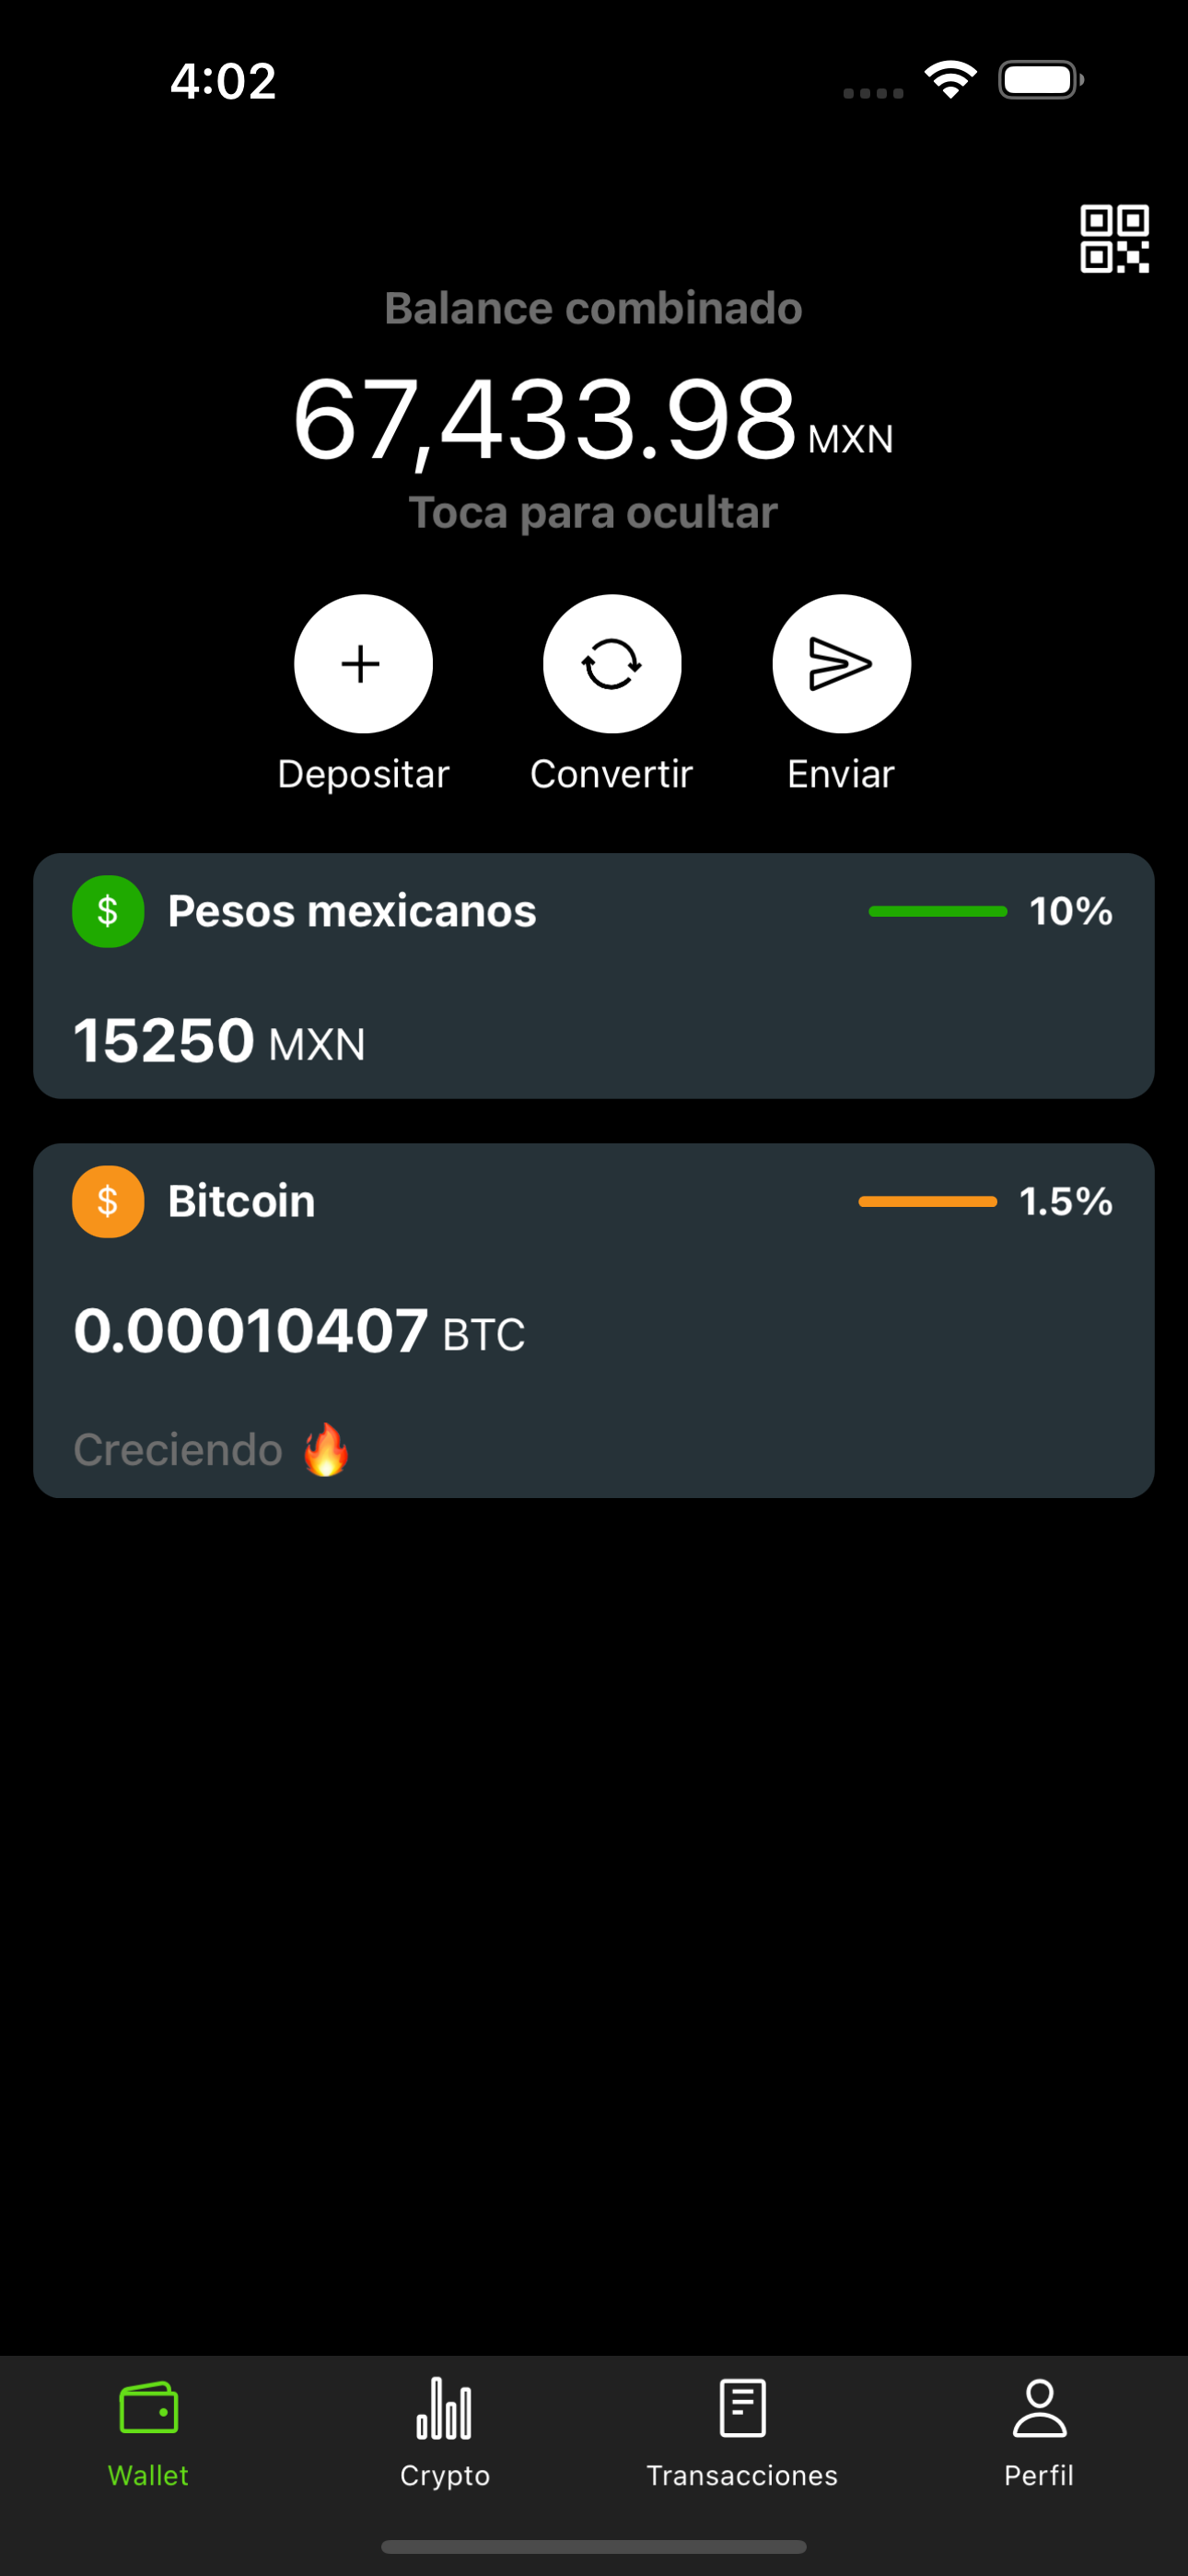 4:02
Balance combinado
67,433.98 MXN
Toca para ocultar
Depositar Convertir Enviar
$ Pesos mexicanos 10%
15250 MXN
$ Bitcoin 1.5%
0.00010407 BTC
Creciendo 🔥
Wallet Crypto Transacciones Perfil